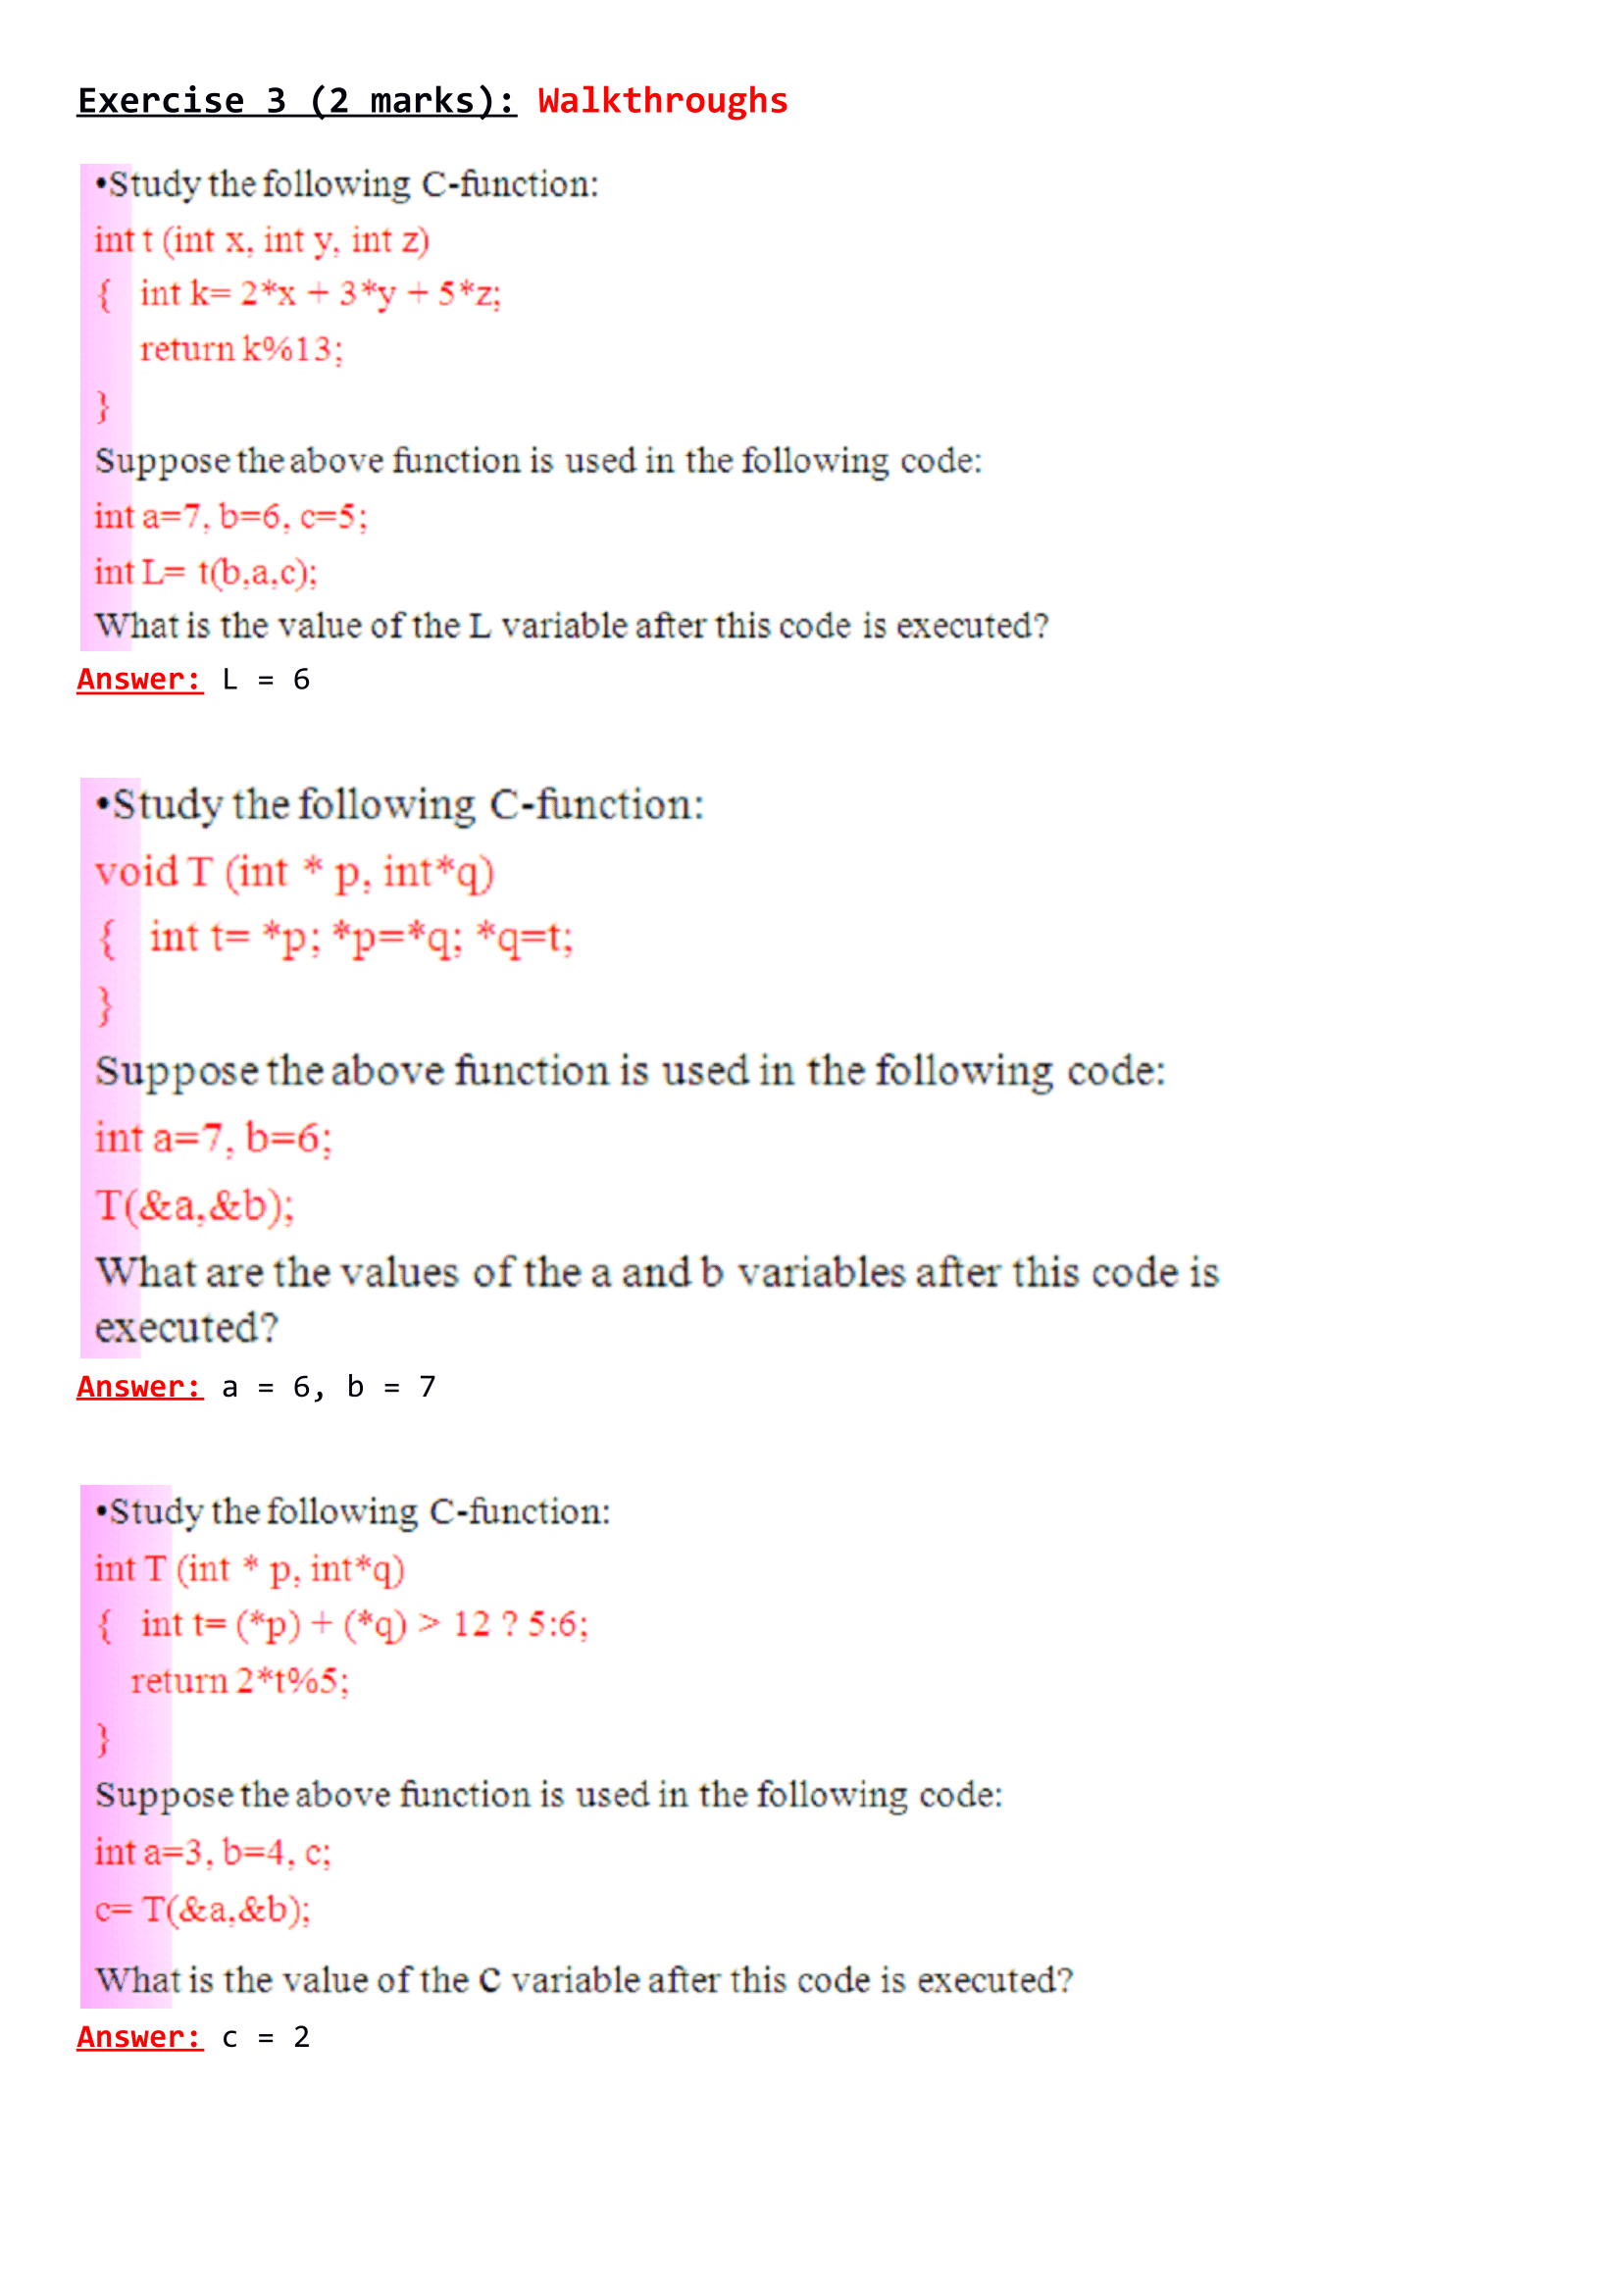 Exercise 3 (2 marks): Walkthroughs
•Study the following C-function:
int t (int x, int y, int z)
{ int k= 2*x + 3*y + 5*z;
return k%13;
}
Suppose the above function is used in the following code:
int a=7, b=6, c=5;
int L= t(b,a,c);
What is the value of the L variable after this code is executed?
Answer: L = 6
•Study the following C-function:
void T (int * p, int*q)
{ int t= *p; *p=*q; *q=t;
}
Suppose the above function is used in the following code:
int a=7, b=6;
T(&a,&b);
What are the values of the a and b variables after this code is
executed?
Answer: a = 6, b = 7
•Study the following C-function:
int T (int * p, int*q)
{ int t= (*p) + (*q) > 12 ? 5:6;
return 2*t%5;
}
Suppose the above function is used in the following code:
int a=3, b=4, c;
c= T(&a,&b);
What is the value of the C variable after this code is executed?
Answer: c = 2